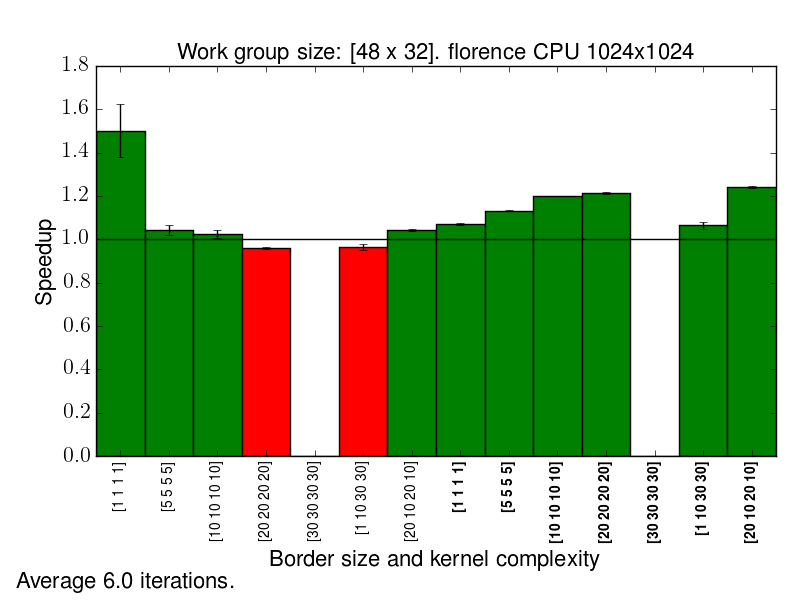 Work group size: [48 x 32]. florence CPU 1024x1024
1.8
1.6
1.4
1.2
1.0
0.8
0.6
0.4
0.2
0.0
Speedup
[1 1 1 1]
[5 5 5 5]
[10 10 10 10]
[20 20 20 20]
[30 30 30 30]
[1 10 30 30]
[20 10 20 10]
[1 1 1 1]
[5 5 5 5]
[10 10 10 10]
[20 20 20 20]
[30 30 30 30]
[1 10 30 30]
[20 10 20 10]
Border size and kernel complexity
Average 6.0 iterations.